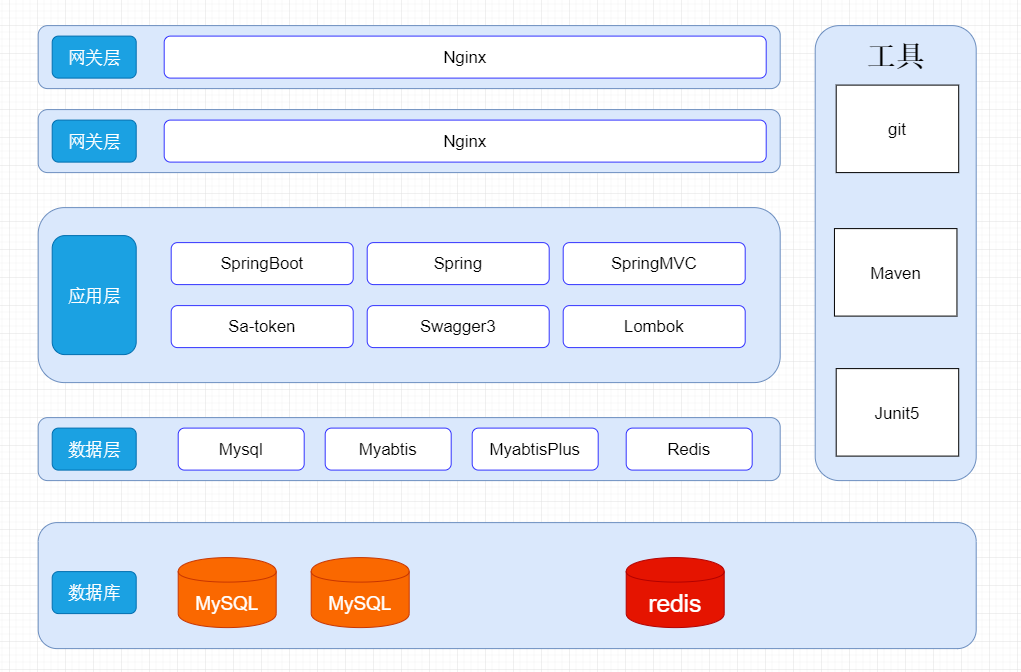 网关层
Nginx
网关层
Nginx
应用层
SpringBoot
Spring
SpringMVC
Sa-token
Swagger3
Lombok
数据层
Mysql
Myabtis
MyabtisPlus
Redis
数据库
MySQL
MySQL
redis
工具
git
Maven
Junit5